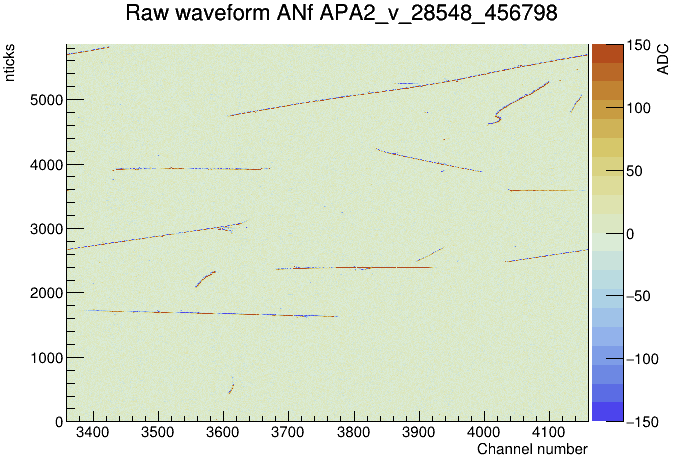 Raw waveform ANf APA2_v_28548_456798
nticks
ADC
5000
4000
3000
2000
1000
0
3400 3500 3600 3700 3800 3900 4000 4100
Channel number
150
100
50
0
−50
−100
−150